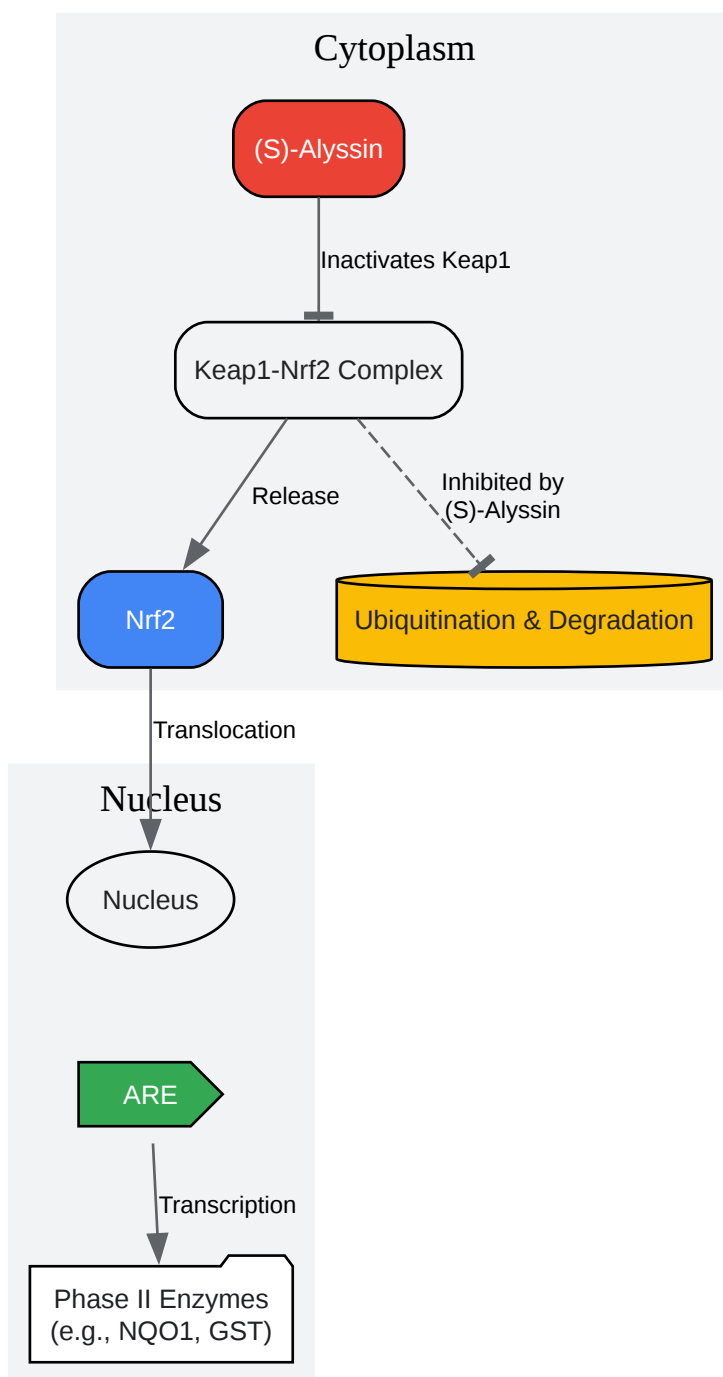 Cytoplasm
(S)-Alyssin
Inactivates Keap1
Keap1-Nrf2 Complex
Release
Inhibited by
(S)-Alyssin
Nrf2
Ubiquitination & Degradation
Translocation
Nucleus
Nucleus
ARE
Transcription
Phase II Enzymes
(e.g., NQO1, GST)